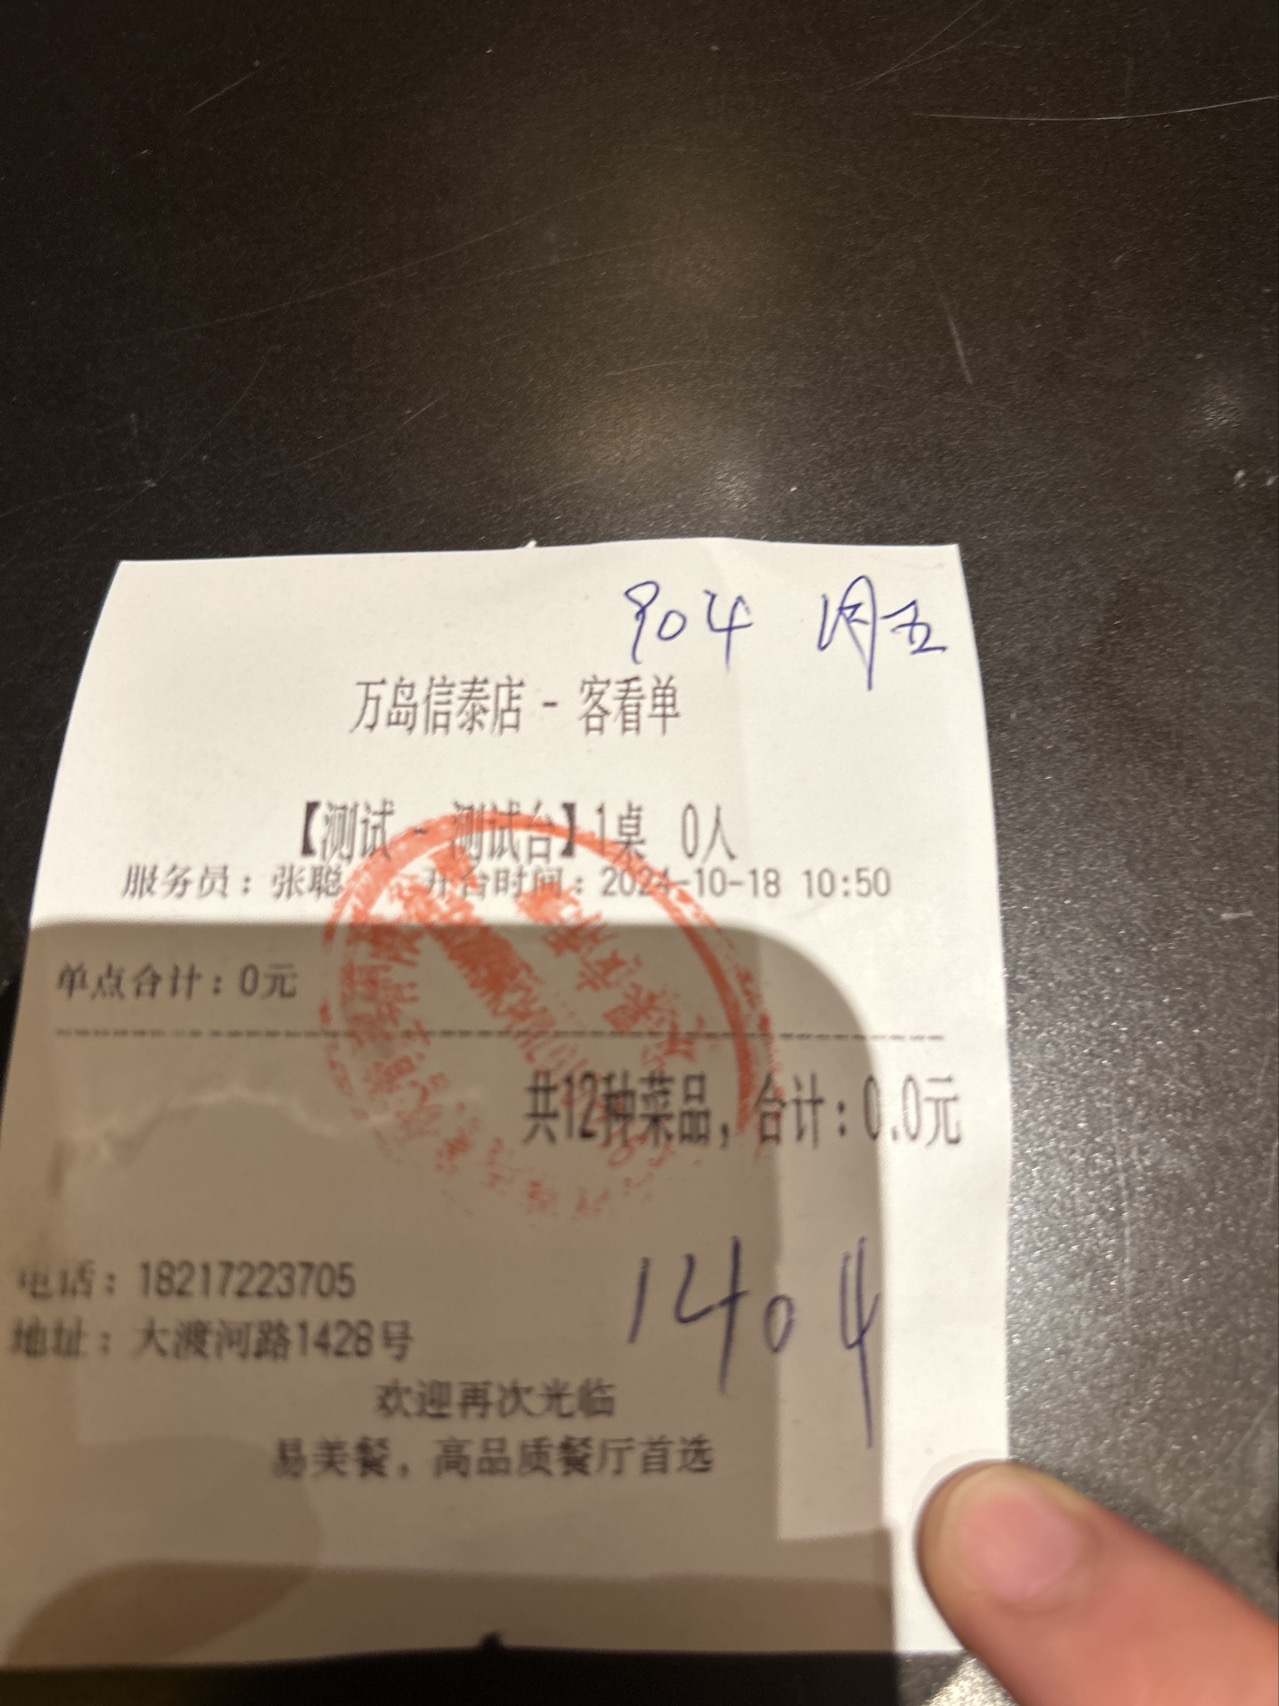 904 周五
万岛信泰店 - 客看单
【测试 - 测试台】1桌 0人
服务员：张聪 开台时间：2024-10-18 10:50
单点合计：0元
共12种菜品，合计：0.0元
1404
电话：18217223705
地址：大渡河路1428号
欢迎再次光临
易美餐，高品质餐厅首选